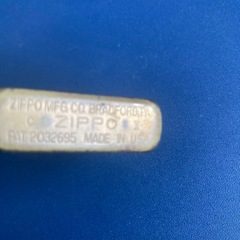 ZIPPO MFG. CO. BRADFORD, PA.
ZIPPO
PAT. 2032695 MADE IN U.S.A.